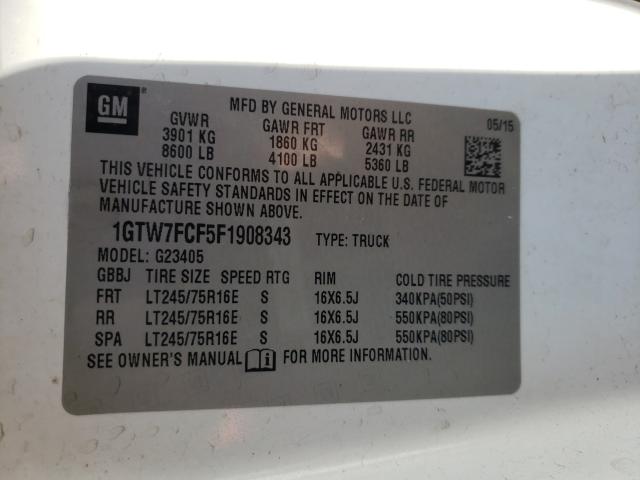 GM ®
MFD BY GENERAL MOTORS LLC
05/15
GVWR GAWR FRT GAWR RR
3901 KG 1860 KG 2431 KG
8600 LB 4100 LB 5360 LB
THIS VEHICLE CONFORMS TO ALL APPLICABLE U.S. FEDERAL MOTOR
VEHICLE SAFETY STANDARDS IN EFFECT ON THE DATE OF
MANUFACTURE SHOWN ABOVE.
1GTW7FCF5F1908343 TYPE: TRUCK
MODEL: G23405
GBBJ TIRE SIZE SPEED RTG RIM COLD TIRE PRESSURE
FRT LT245/75R16E S 16X6.5J 340KPA(50PSI)
RR LT245/75R16E S 16X6.5J 550KPA(80PSI)
SPA LT245/75R16E S 16X6.5J 550KPA(80PSI)
SEE OWNER'S MANUAL FOR MORE INFORMATION.